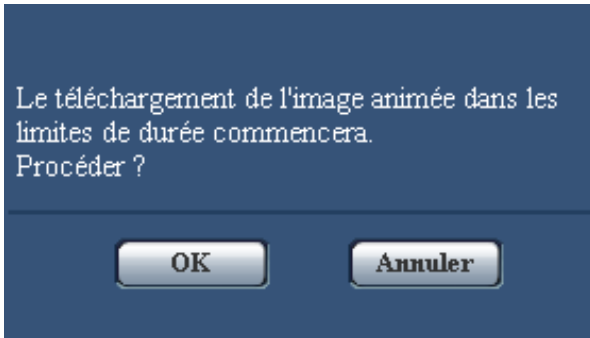 Le téléchargement de l'image animée dans les
limites de durée commencera.
Procéder ?
OK
Annuler